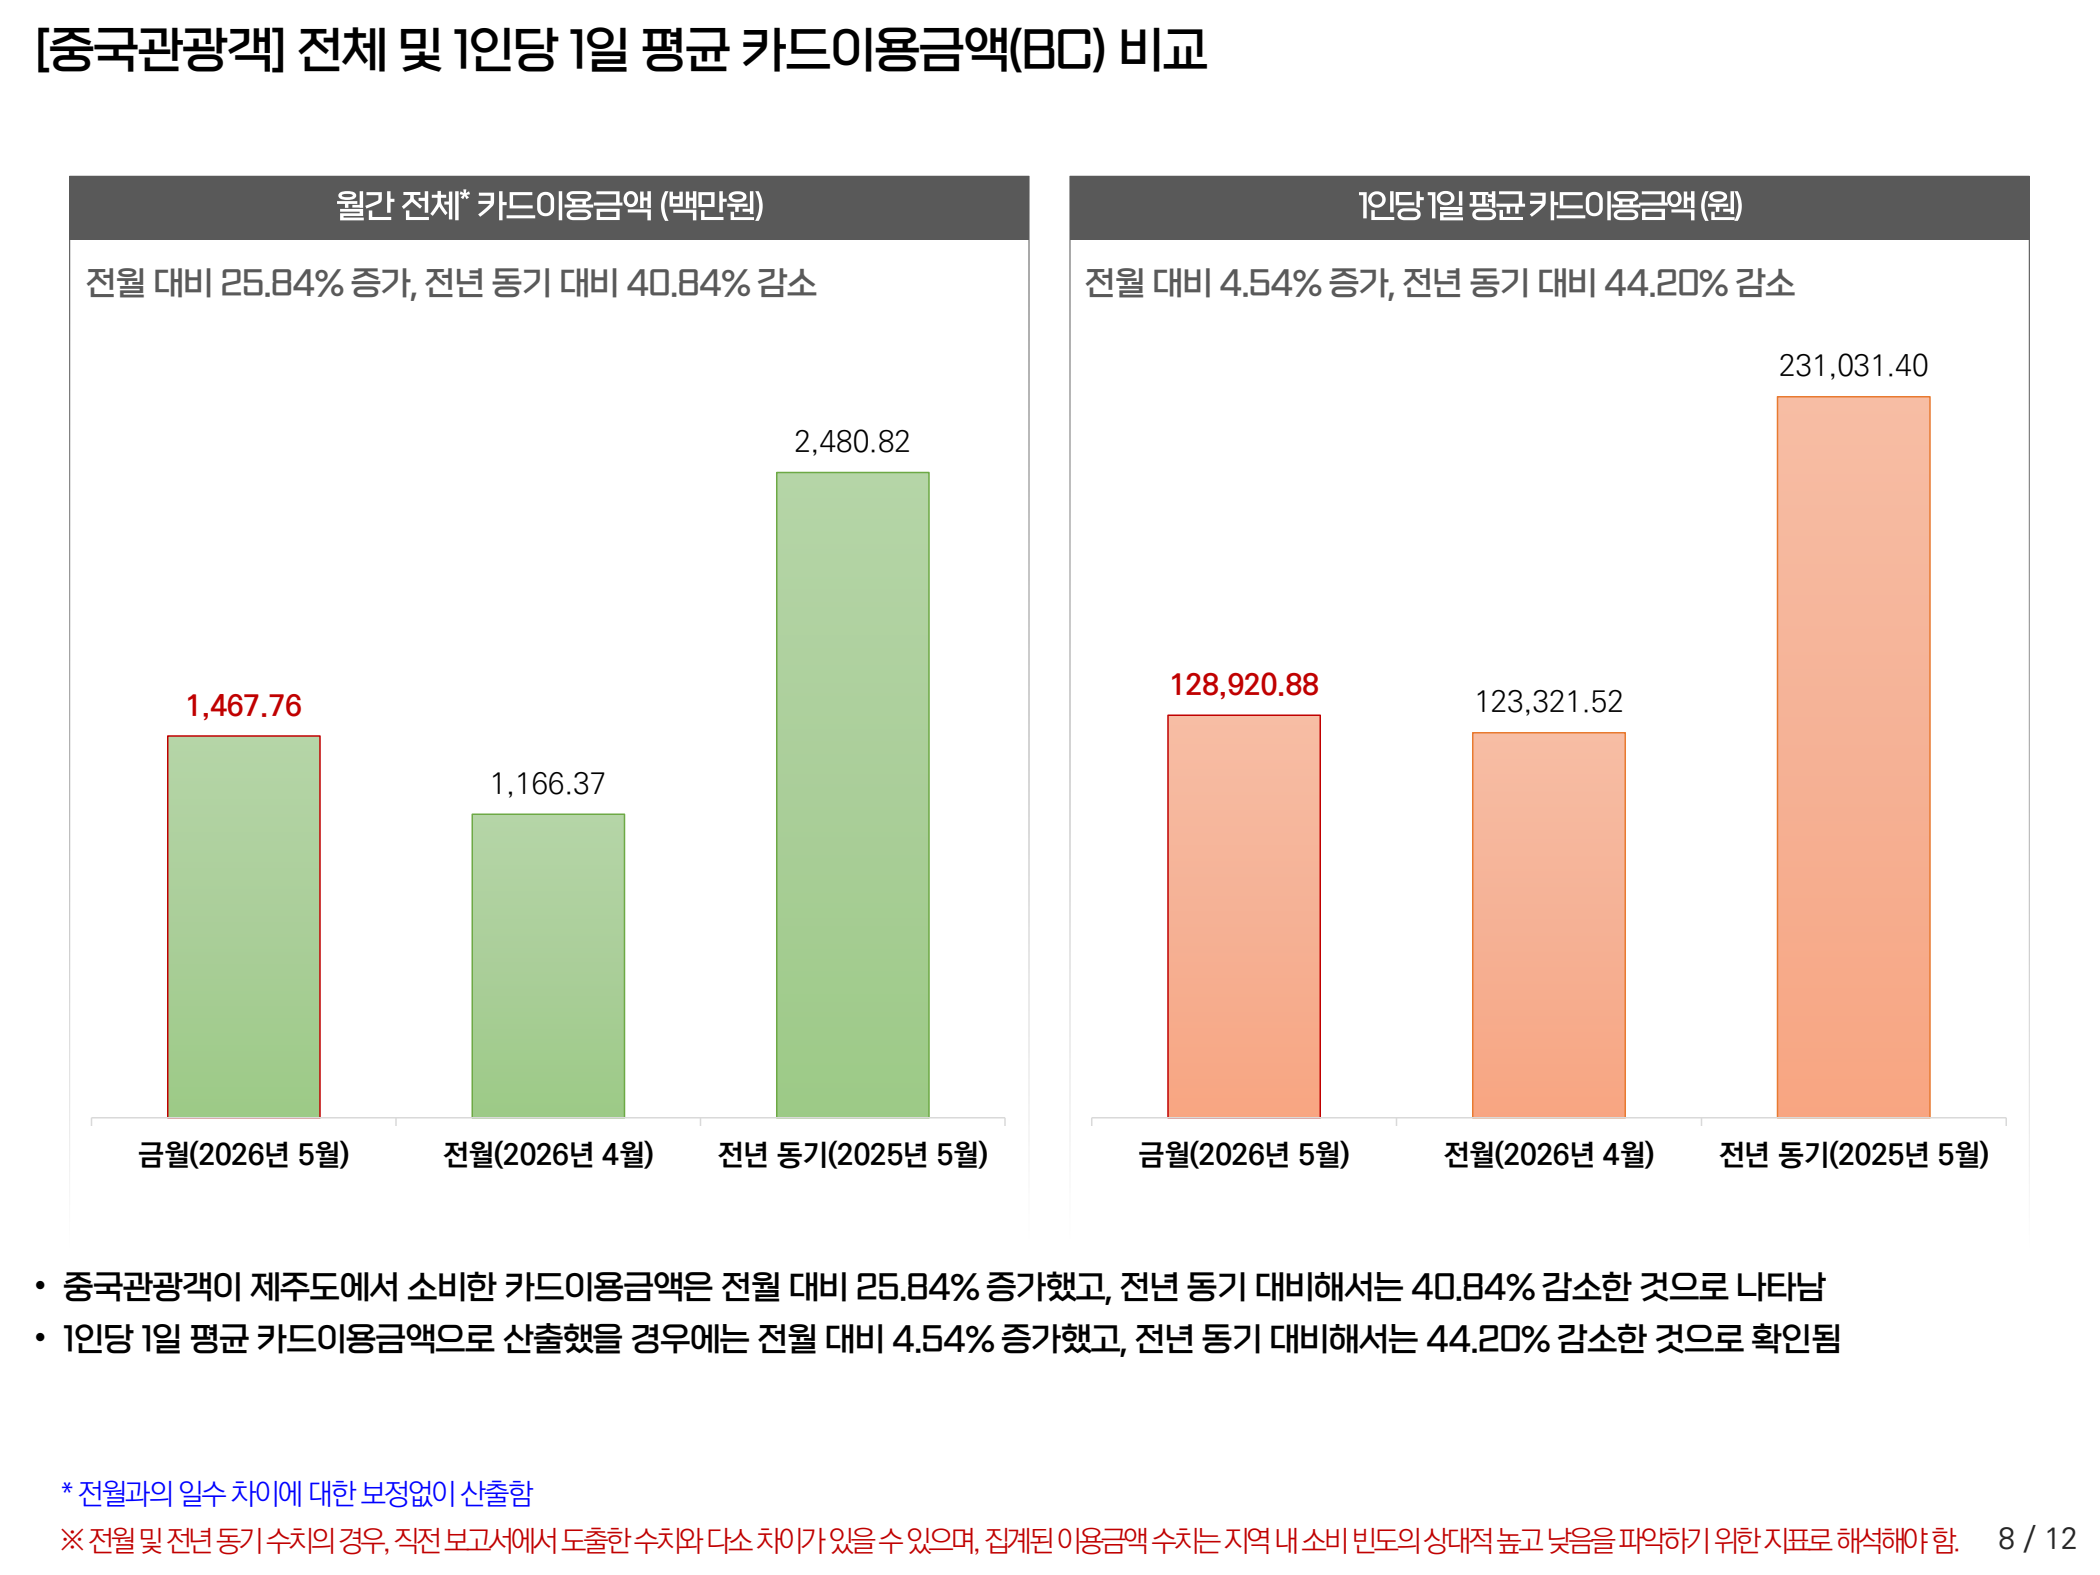 [중국관광객] 전체 및 1인당 1일 평균 카드이용금액(BC) 비교
월간 전체* 카드이용금액 (백만원)
전월 대비 25.84% 증가, 전년 동기 대비 40.84% 감소
1,467.76
1,166.37
2,480.82
금월(2026년 5월)
전월(2026년 4월)
전년 동기(2025년 5월)
1인당 1일 평균 카드이용금액 (원)
전월 대비 4.54% 증가, 전년 동기 대비 44.20% 감소
128,920.88
123,321.52
231,031.40
금월(2026년 5월)
전월(2026년 4월)
전년 동기(2025년 5월)
• 중국관광객이 제주도에서 소비한 카드이용금액은 전월 대비 25.84% 증가했고, 전년 동기 대비해서는 40.84% 감소한 것으로 나타남
• 1인당 1일 평균 카드이용금액으로 산출했을 경우에는 전월 대비 4.54% 증가했고, 전년 동기 대비해서는 44.20% 감소한 것으로 확인됨
* 전월과의 일수 차이에 대한 보정없이 산출함
※ 전월 및 전년 동기 수치의 경우, 직전 보고서에서 도출한 수치와 다소 차이가 있을 수 있으며, 집계된 이용금액 수치는 지역 내 소비 빈도의 상대적 높고 낮음을 파악하기 위한 지표로 해석해야 함.
8 / 12